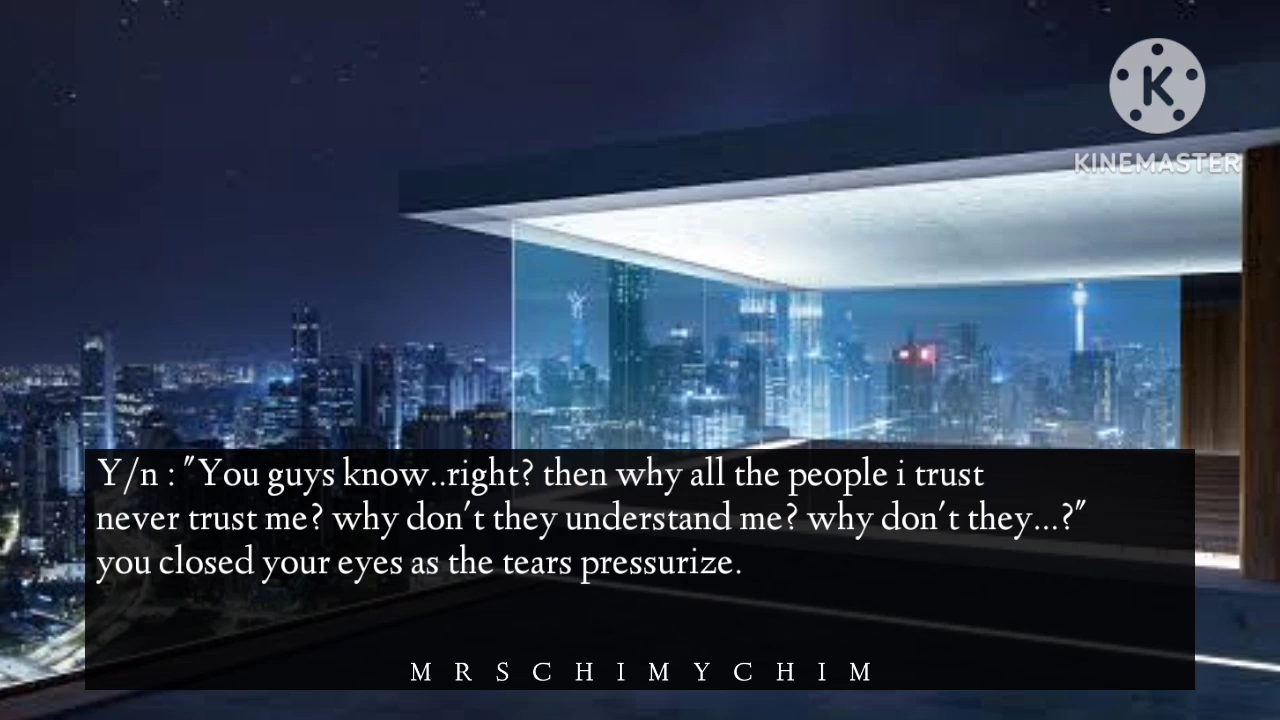 KINEMASTER
Y/n : "You guys know..right? then why all the people i trust
never trust me? why don't they understand me? why don't they...?"
you closed your eyes as the tears pressurize.
MRSCHIMYCHIM